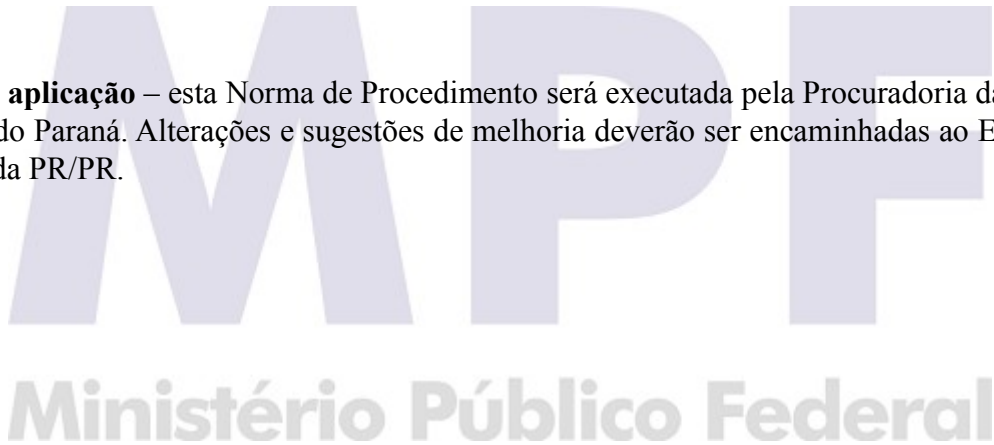 MPF
aplicação – esta Norma de Procedimento será executada pela Procuradoria da
do Paraná. Alterações e sugestões de melhoria deverão ser encaminhadas ao E
da PR/PR.
Ministério Público Federal